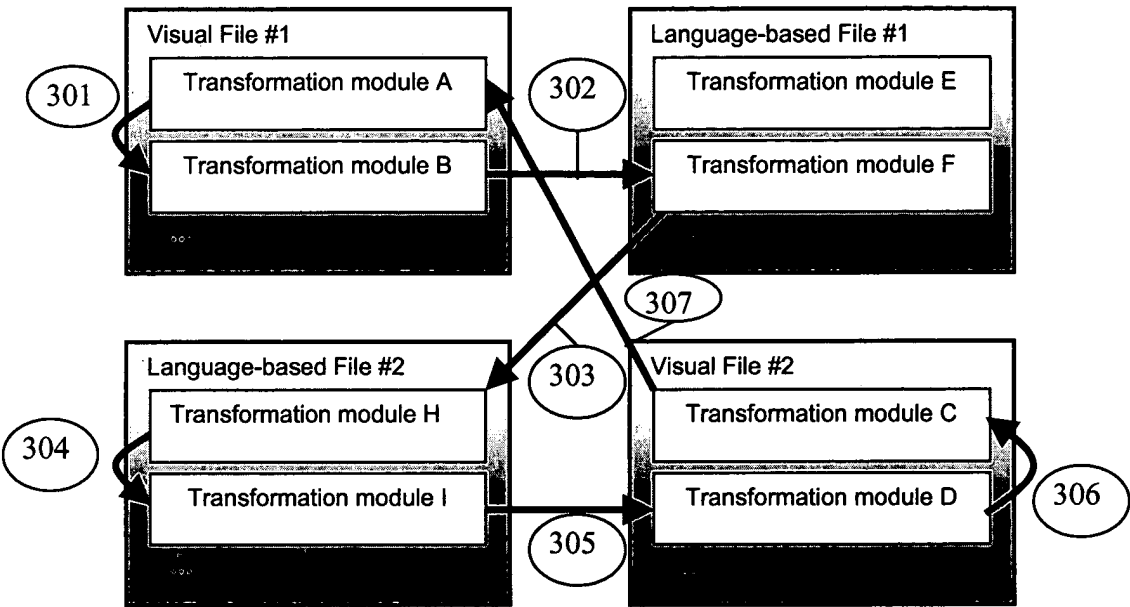 Visual File #1
Transformation module A
Transformation module B
301
302
Language-based File #1
Transformation module E
Transformation module F
307
303
Language-based File #2
Transformation module H
Transformation module I
304
305
Visual File #2
Transformation module C
Transformation module D
306